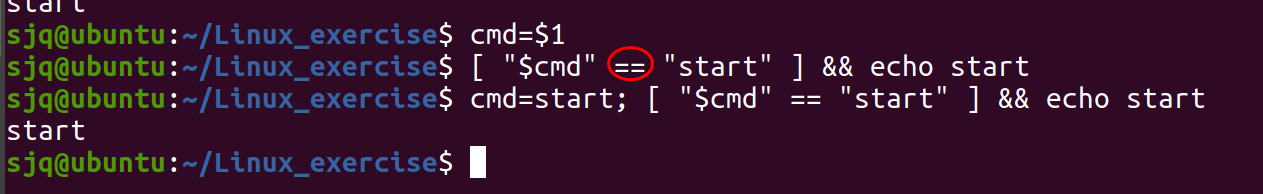 start
sjq@ubuntu:~/Linux_exercise$ cmd=$1
sjq@ubuntu:~/Linux_exercise$ [ "$cmd" == "start" ] && echo start
sjq@ubuntu:~/Linux_exercise$ cmd=start; [ "$cmd" == "start" ] && echo start
start
sjq@ubuntu:~/Linux_exercise$